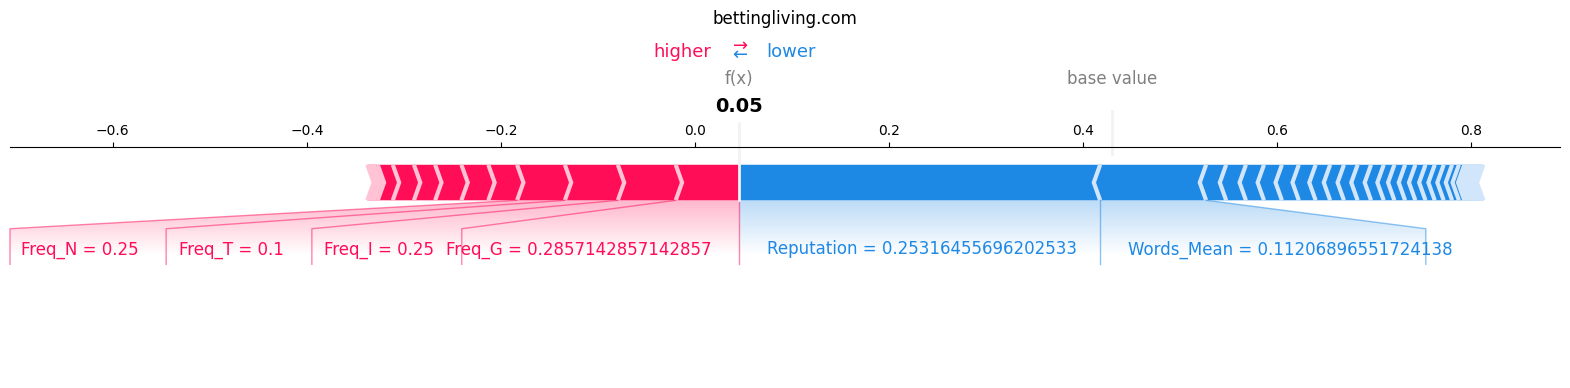 bettingliving.com
higher → ← lower
f(x) base value
0.05
−0.6 −0.4 −0.2 0.0 0.2 0.4 0.6 0.8
Freq_N = 0.25 Freq_T = 0.1 Freq_I = 0.25 Freq_G = 0.2857142857142857 Reputation = 0.25316455696202533 Words_Mean = 0.11206896551724138